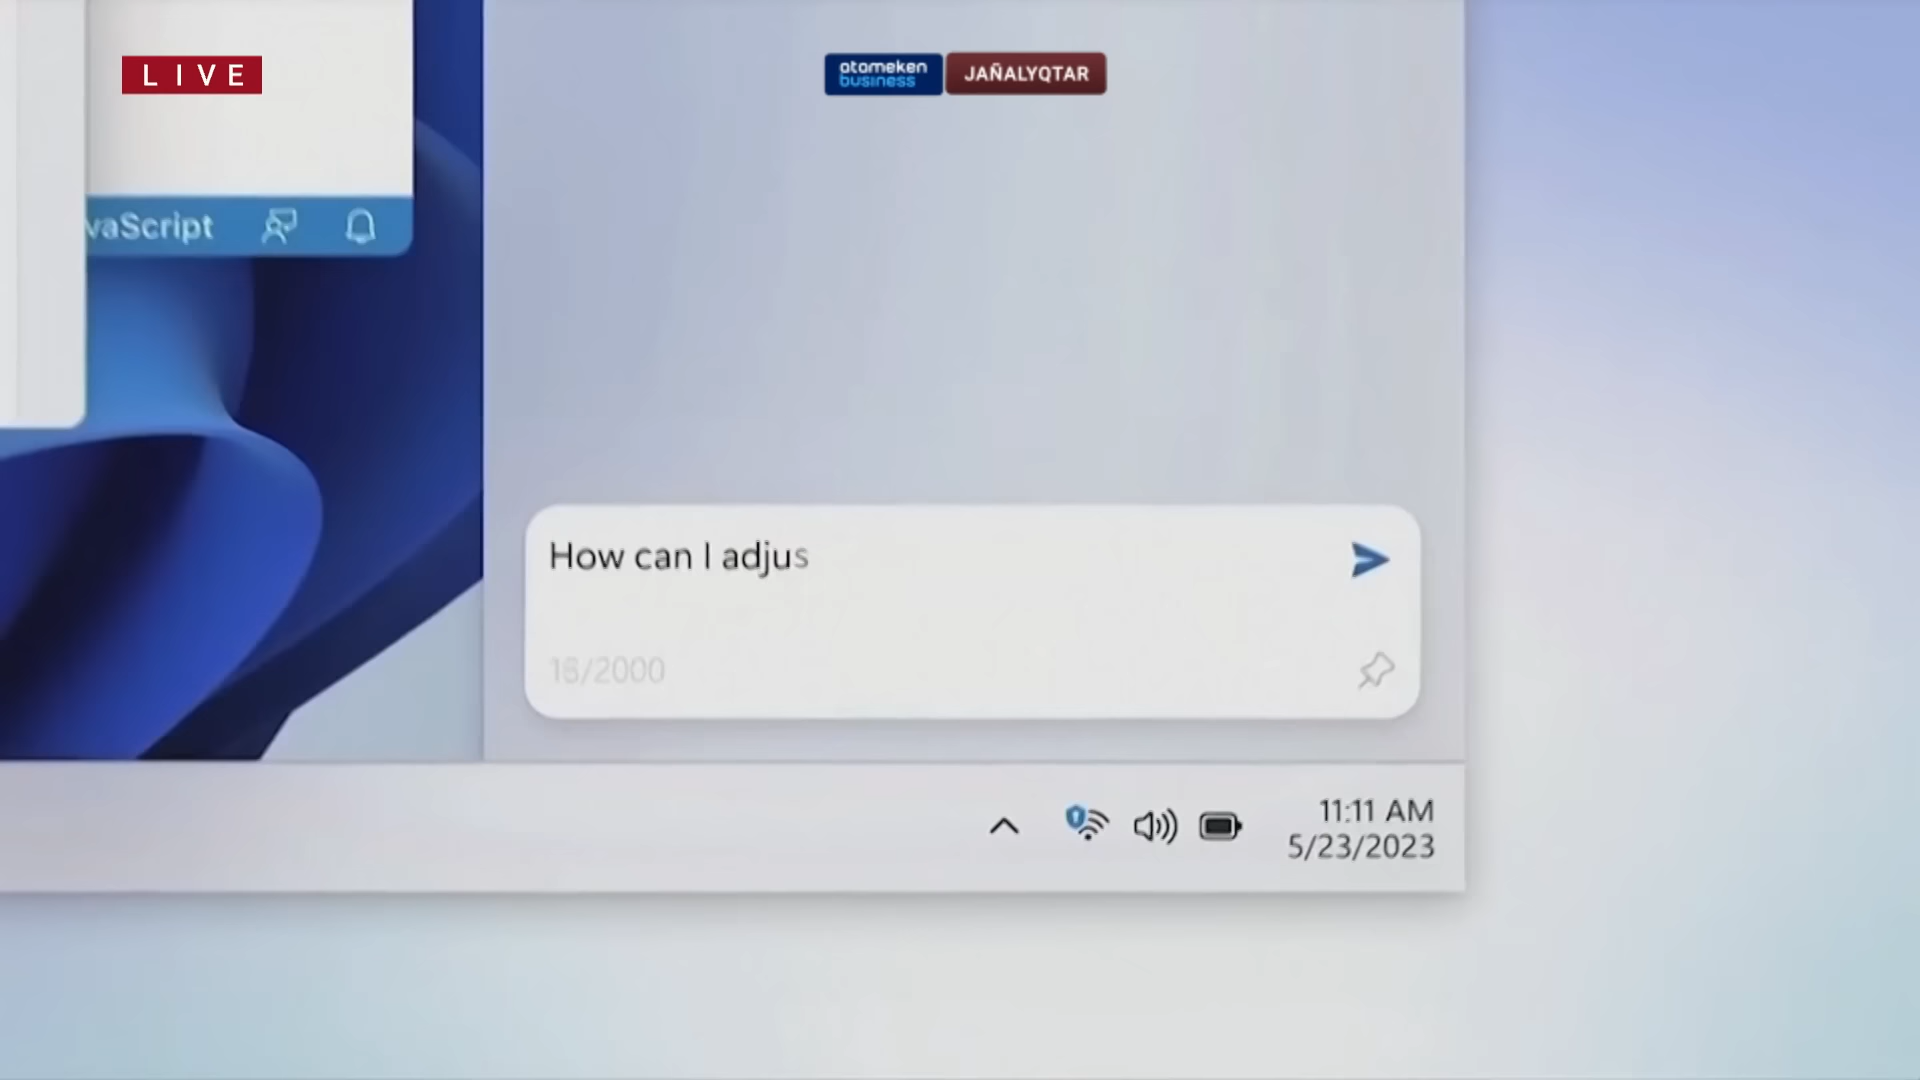 LIVE
atameken
business
JAÑALYQTAR
vaScript
How can I adjus
18/2000
11:11 AM
5/23/2023